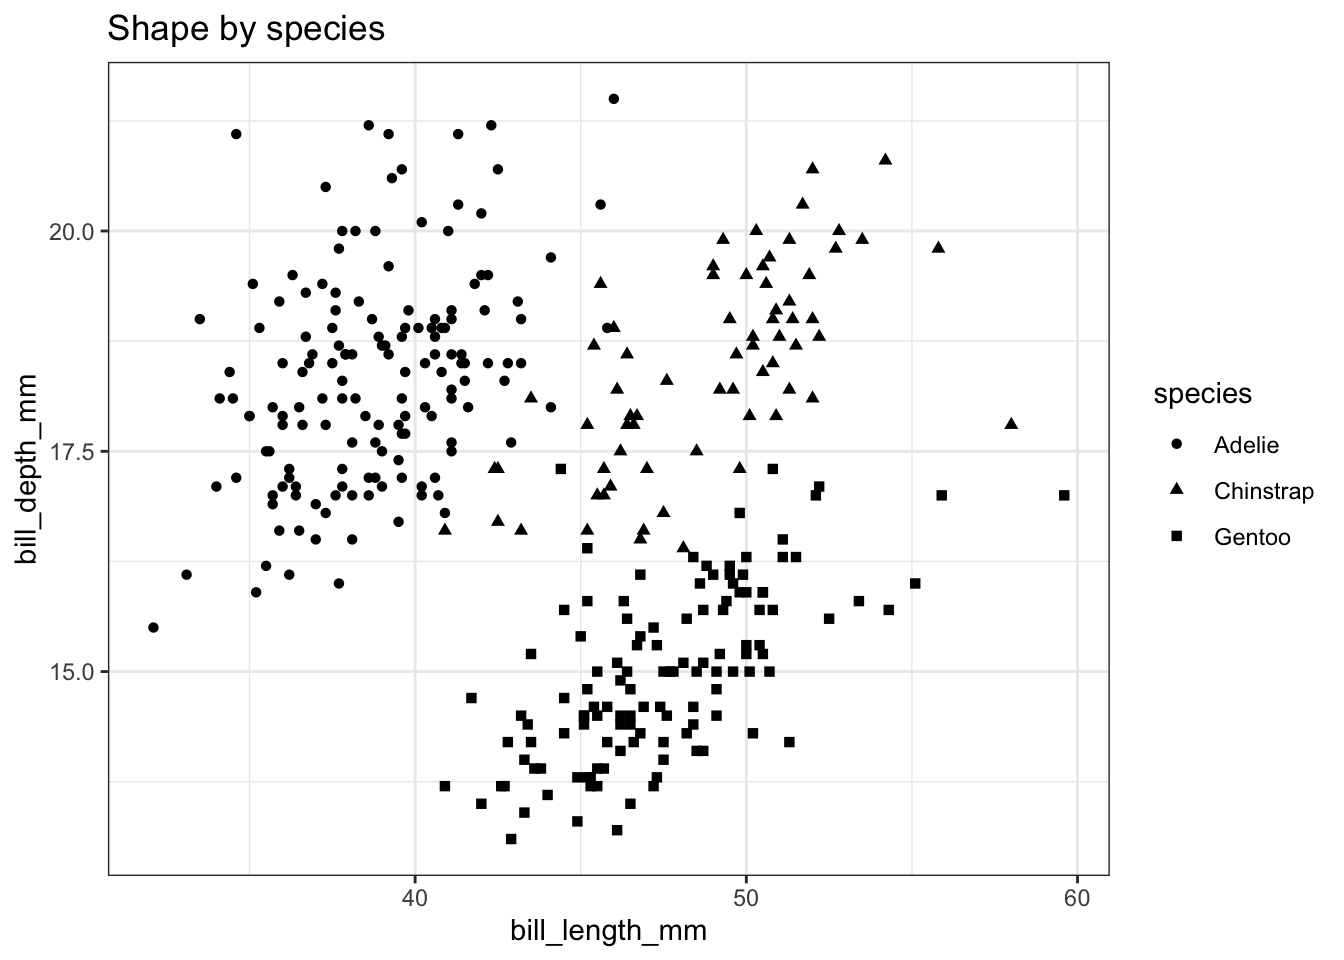 Shape by species
20.0
17.5
15.0
bill_depth_mm
40
50
60
bill_length_mm
species
Adelie
Chinstrap
Gentoo